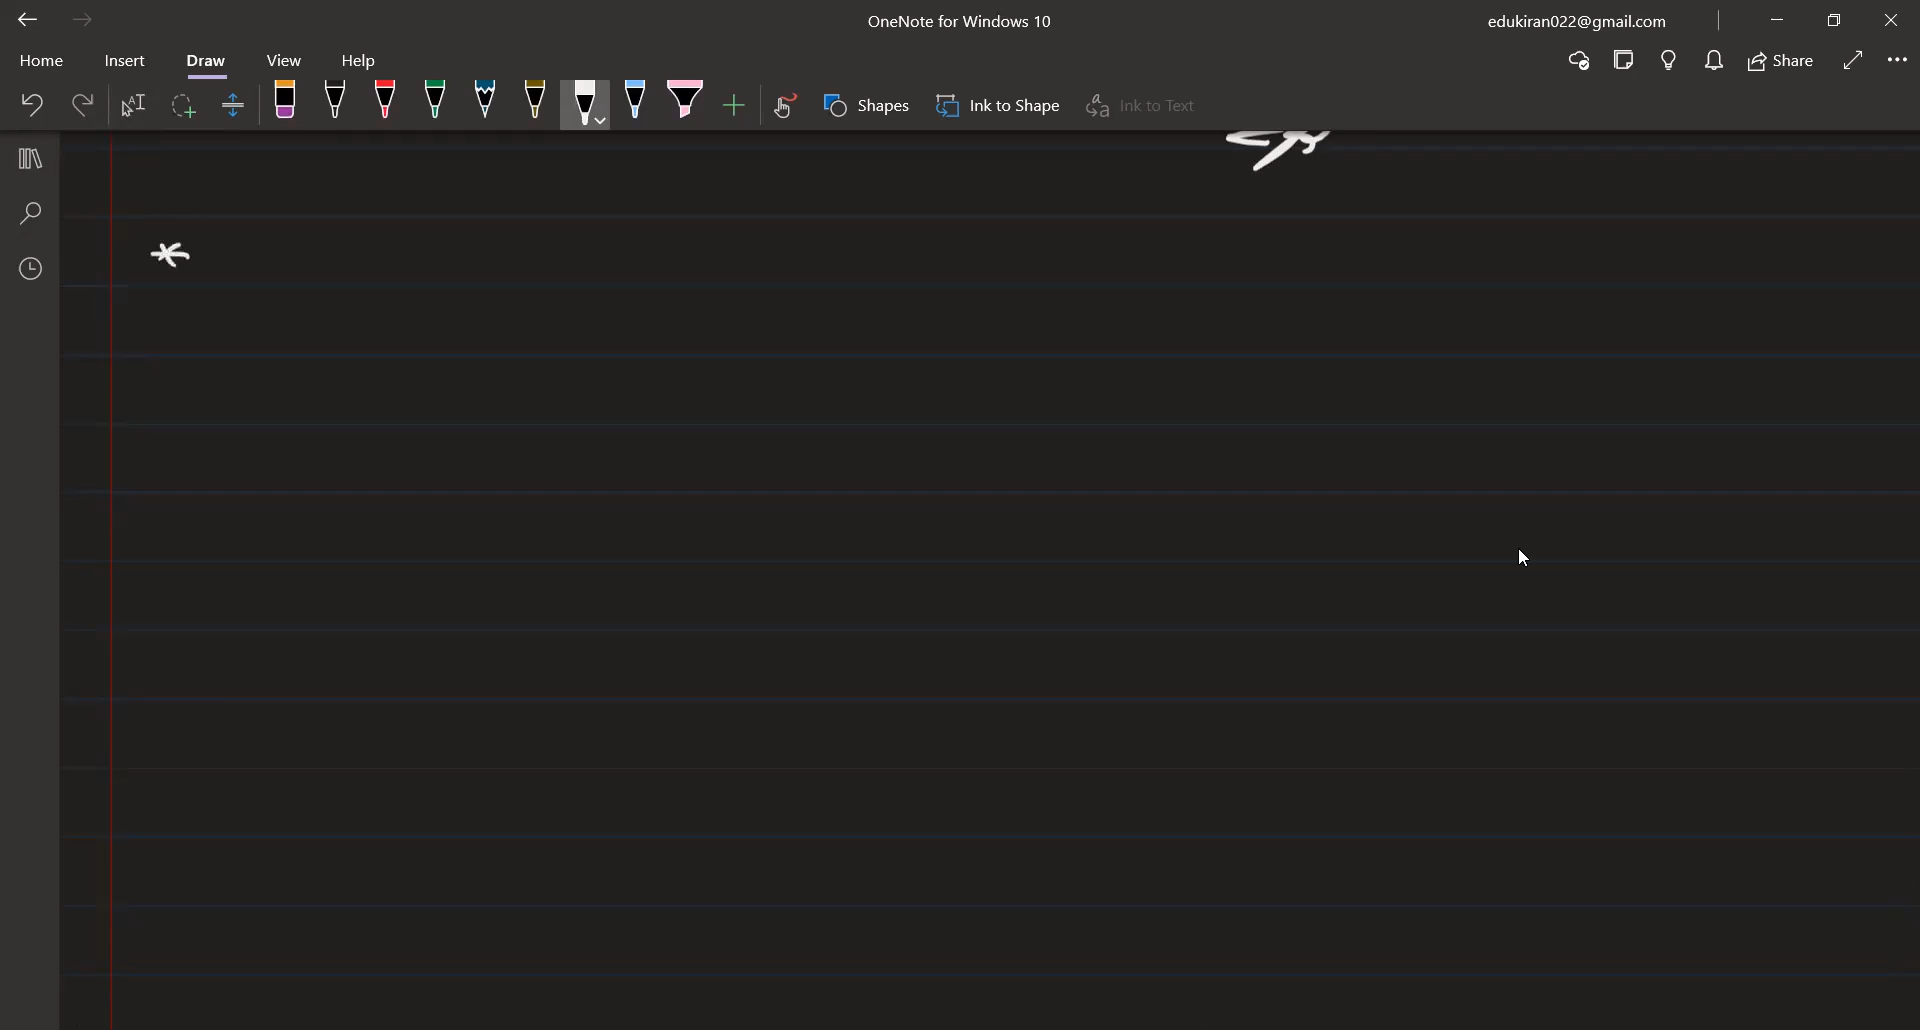 OneNote for Windows 10
edukiran022@gmail.com
Home Insert Draw View Help
Share
Shapes Ink to Shape Ink to Text
*